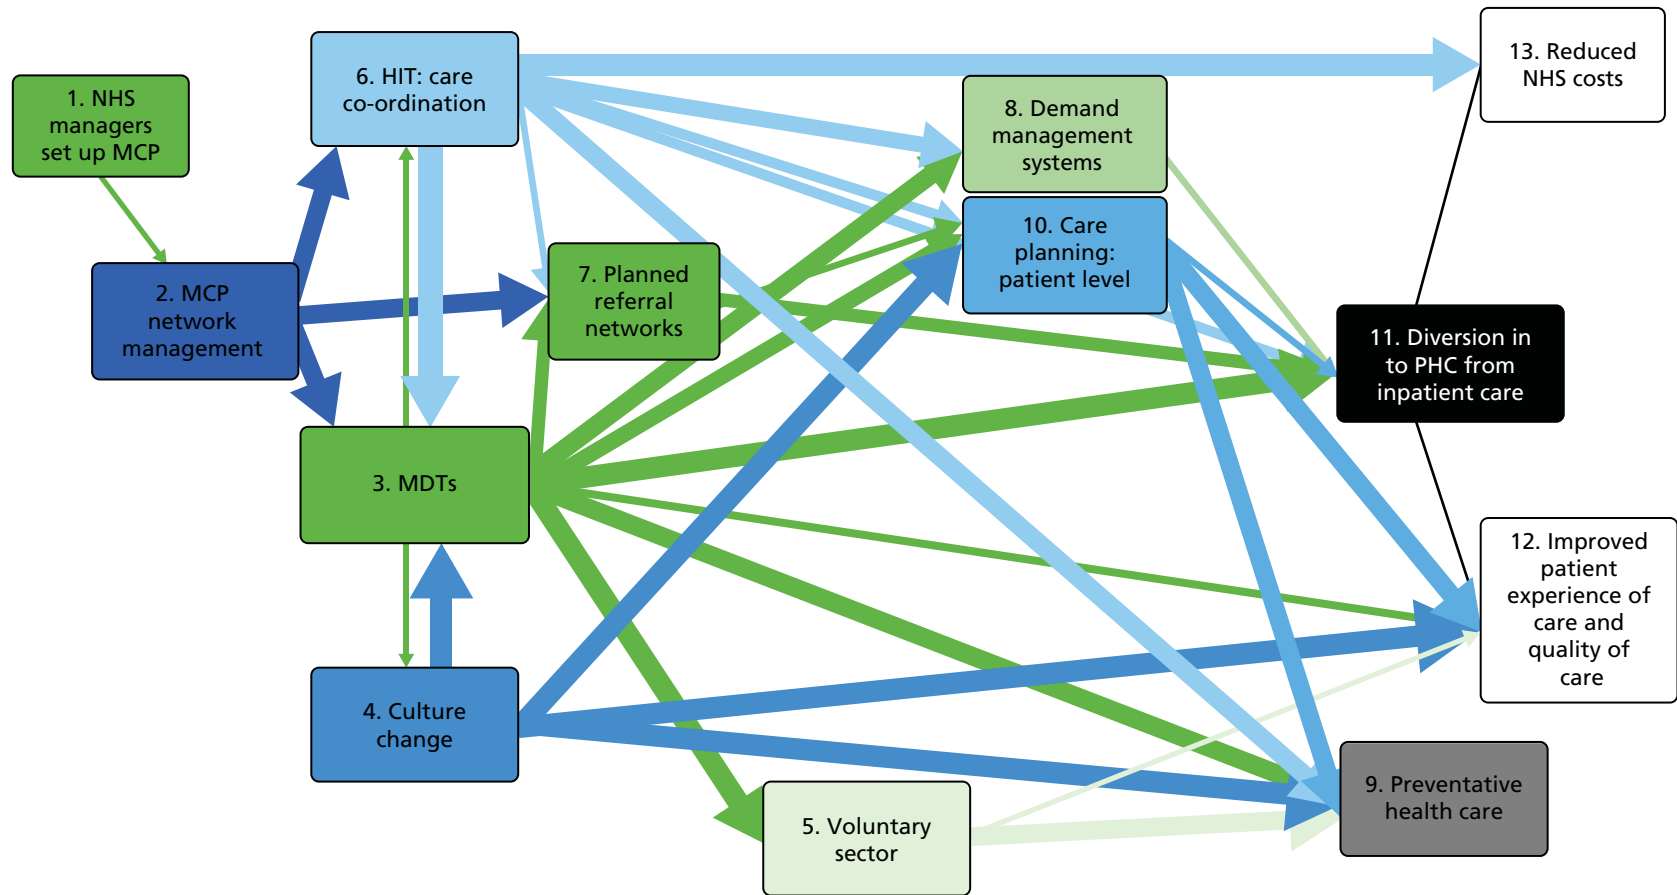 1. NHS
managers
set up MCP
2. MCP
network
management
3. MDTs
4. Culture
change
5. Voluntary
sector
6. HIT: care
co-ordination
7. Planned
referral
networks
8. Demand
management
systems
9. Preventative
health care
10. Care
planning:
patient level
11. Diversion in
to PHC from
inpatient care
12. Improved
patient
experience of
care and
quality of
care
13. Reduced
NHS costs